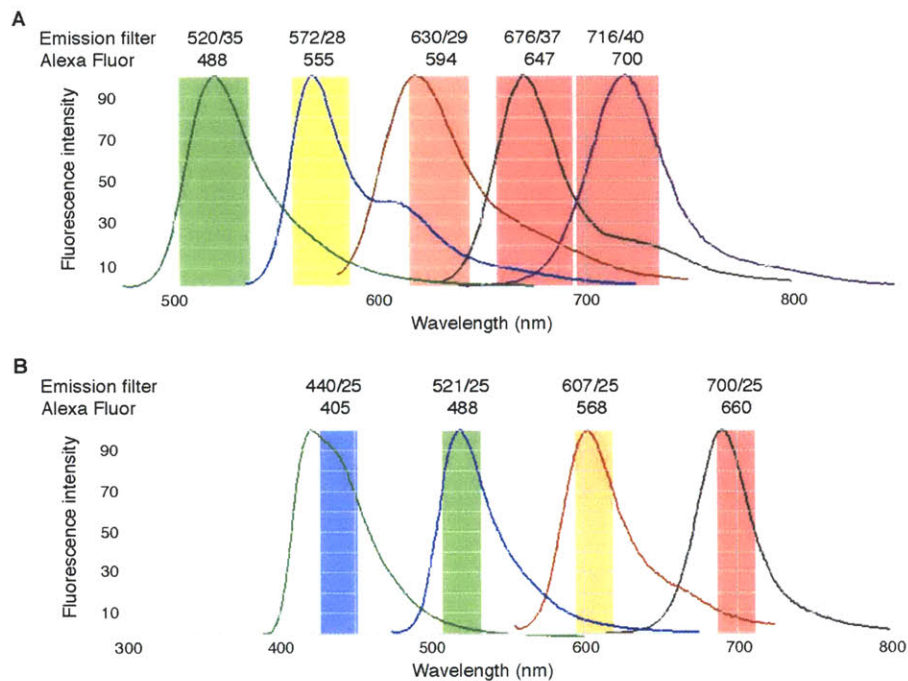 A
Emission filter 520/35 572/28 630/29 676/37 716/40
Alexa Fluor 488 555 594 647 700
Fluorescence intensity
90
70
50
30
10
500 600 700 800
Wavelength (nm)
B
Emission filter 440/25 521/25 607/25 700/25
Alexa Fluor 405 488 568 660
Fluorescence intensity
90
70
50
30
10
300 400 500 600 700 800
Wavelength (nm)